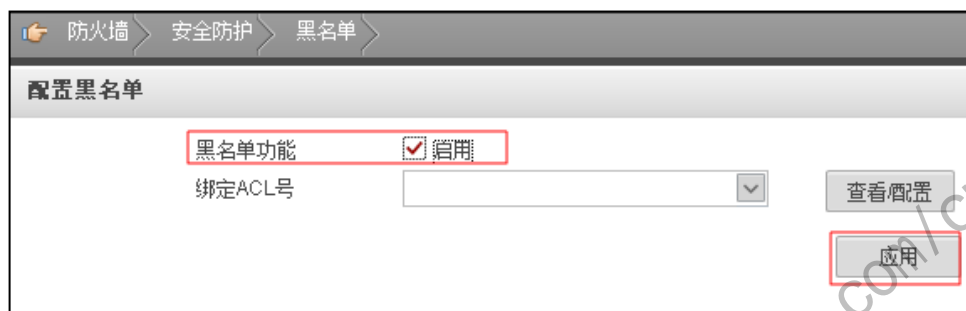 防火墙 安全防护 黑名单
配置黑名单
黑名单功能 启用
绑定ACL号 查看/配置
应用
com/c